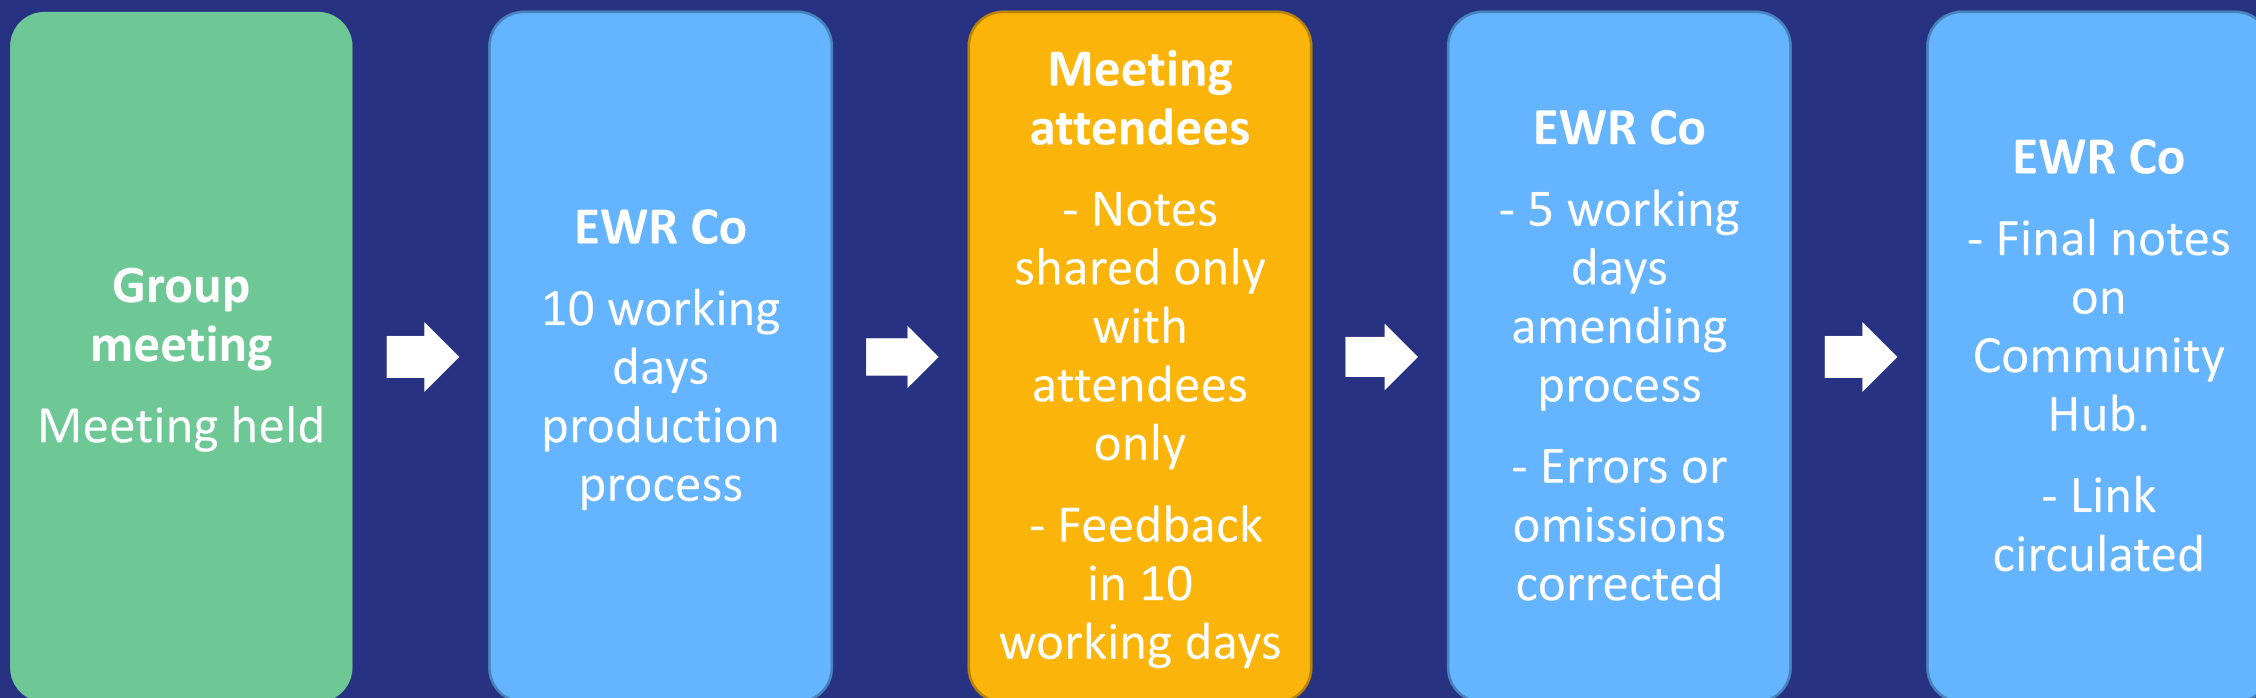 Group
meeting
Meeting held
EWR Co
10 working
days
production
process
Meeting
attendees
- Notes
shared only
with
attendees
only
- Feedback
in 10
working days
EWR Co
- 5 working
days
amending
process
- Errors or
omissions
corrected
EWR Co
- Final notes
on
Community
Hub.
- Link
circulated